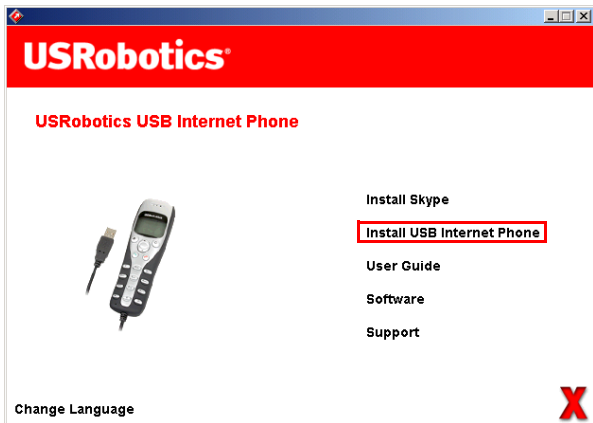 USRobotics®
USRobotics USB Internet Phone
Install Skype
Install USB Internet Phone
User Guide
Software
Support
Change Language
X